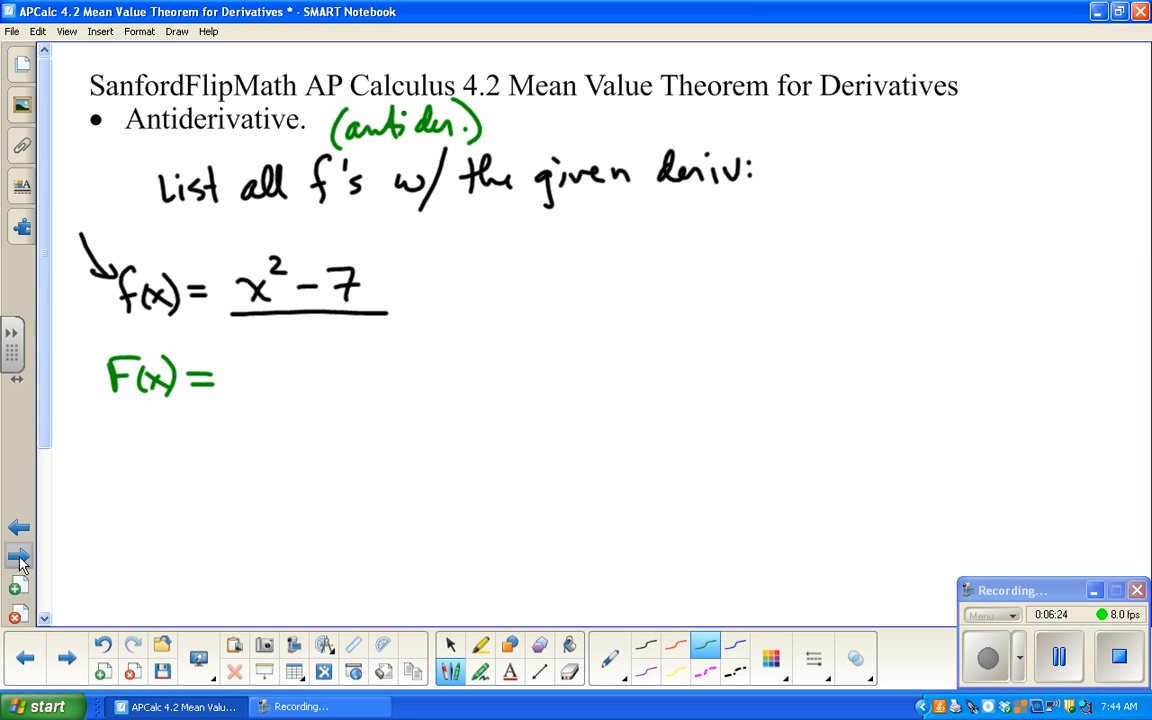 APCalc 4.2 Mean Value Theorem for Derivatives * - SMART Notebook
File Edit View Insert Format Draw Help
SanfordFlipMath AP Calculus 4.2 Mean Value Theorem for Derivatives
• Antiderivative. (antider.)
List all f's w/ the given deriv:
f(x) = x² - 7
F(x) =
Recording...
Menu 0:06:24 8.0 fps
start APCalc 4.2 Mean Va... Recording... 7:44 AM